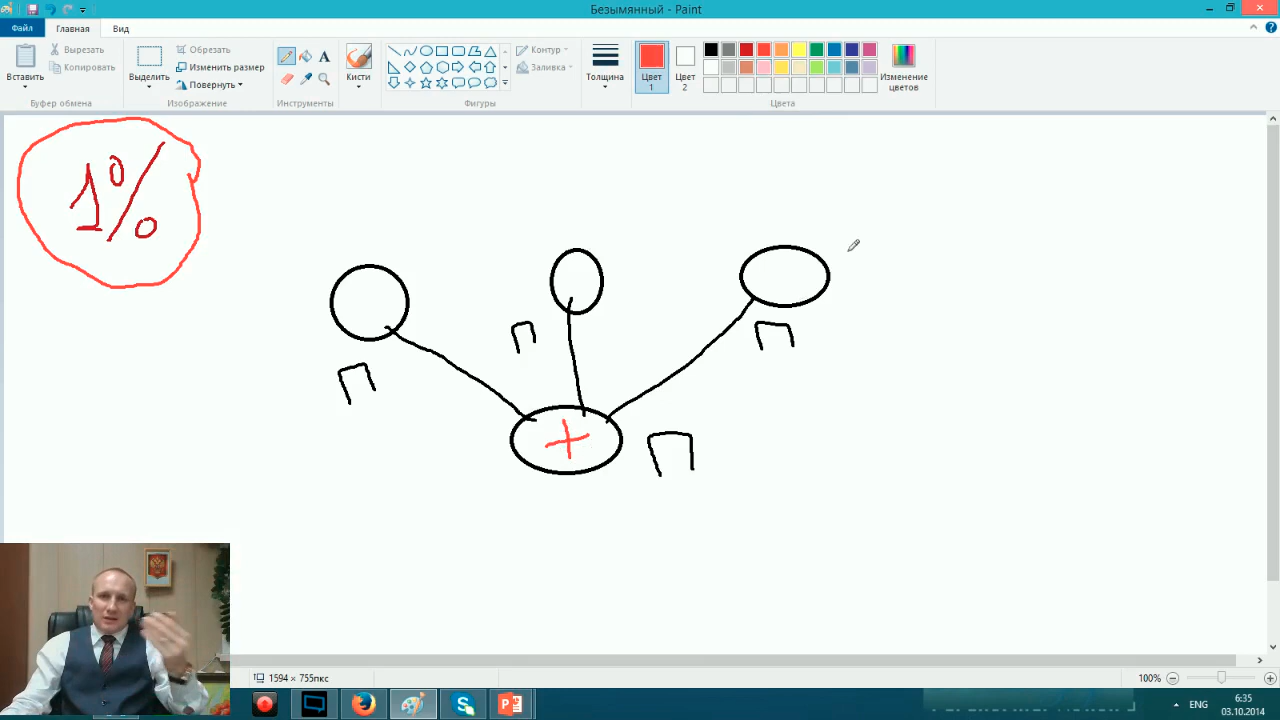 Безымянный - Paint
Файл
Главная
Вид
Вставить
Вырезать
Копировать
Буфер обмена
Выделить
Обрезать
Изменить размер
Повернуть
Изображение
Инструменты
Кисти
Фигуры
Контур
Заливка
Толщина
Цвет
1
Цвет
2
Цвета
Изменение
цветов
1%
П
П
П
П
1594 × 755пкс
100%
ENG
6:35
03.10.2014